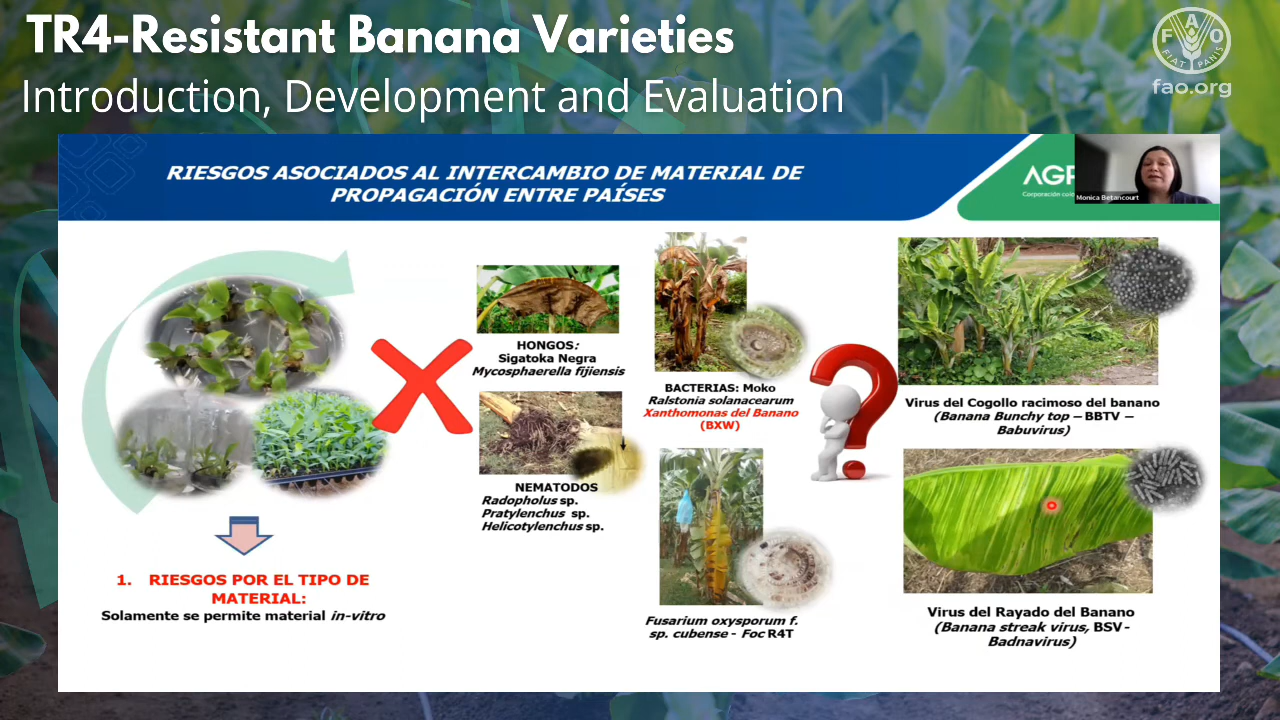 TR4-Resistant Banana Varieties
Introduction, Development and Evaluation
F A O
FIAT PANIS
fao.org
RIESGOS ASOCIADOS AL INTERCAMBIO DE MATERIAL DE
PROPAGACIÓN ENTRE PAÍSES
Monica Betancourt
HONGOS:
Sigatoka Negra
Mycosphaerella fijiensis
NEMATODOS
Radopholus sp.
Pratylenchus sp.
Helicotylenchus sp.
BACTERIAS: Moko
Ralstonia solanacearum
Xanthomonas del Banano
(BXW)
Fusarium oxysporum f.
sp. cubense - Foc R4T
Virus del Cogollo racimoso del banano
(Banana Bunchy top – BBTV –
Babuvirus)
Virus del Rayado del Banano
(Banana streak virus, BSV-
Badnavirus)
1. RIESGOS POR EL TIPO DE
MATERIAL:
Solamente se permite material in-vitro